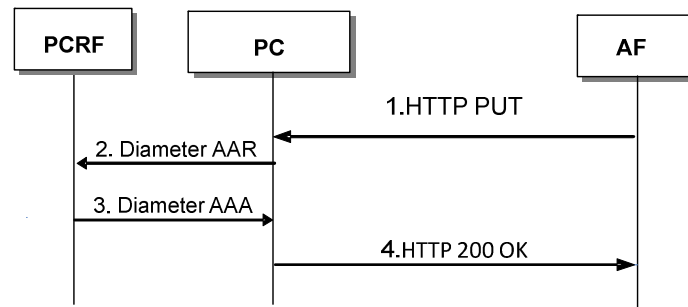 PCRF
PC
AF
1.HTTP PUT
2. Diameter AAR
3. Diameter AAA
4.HTTP 200 OK